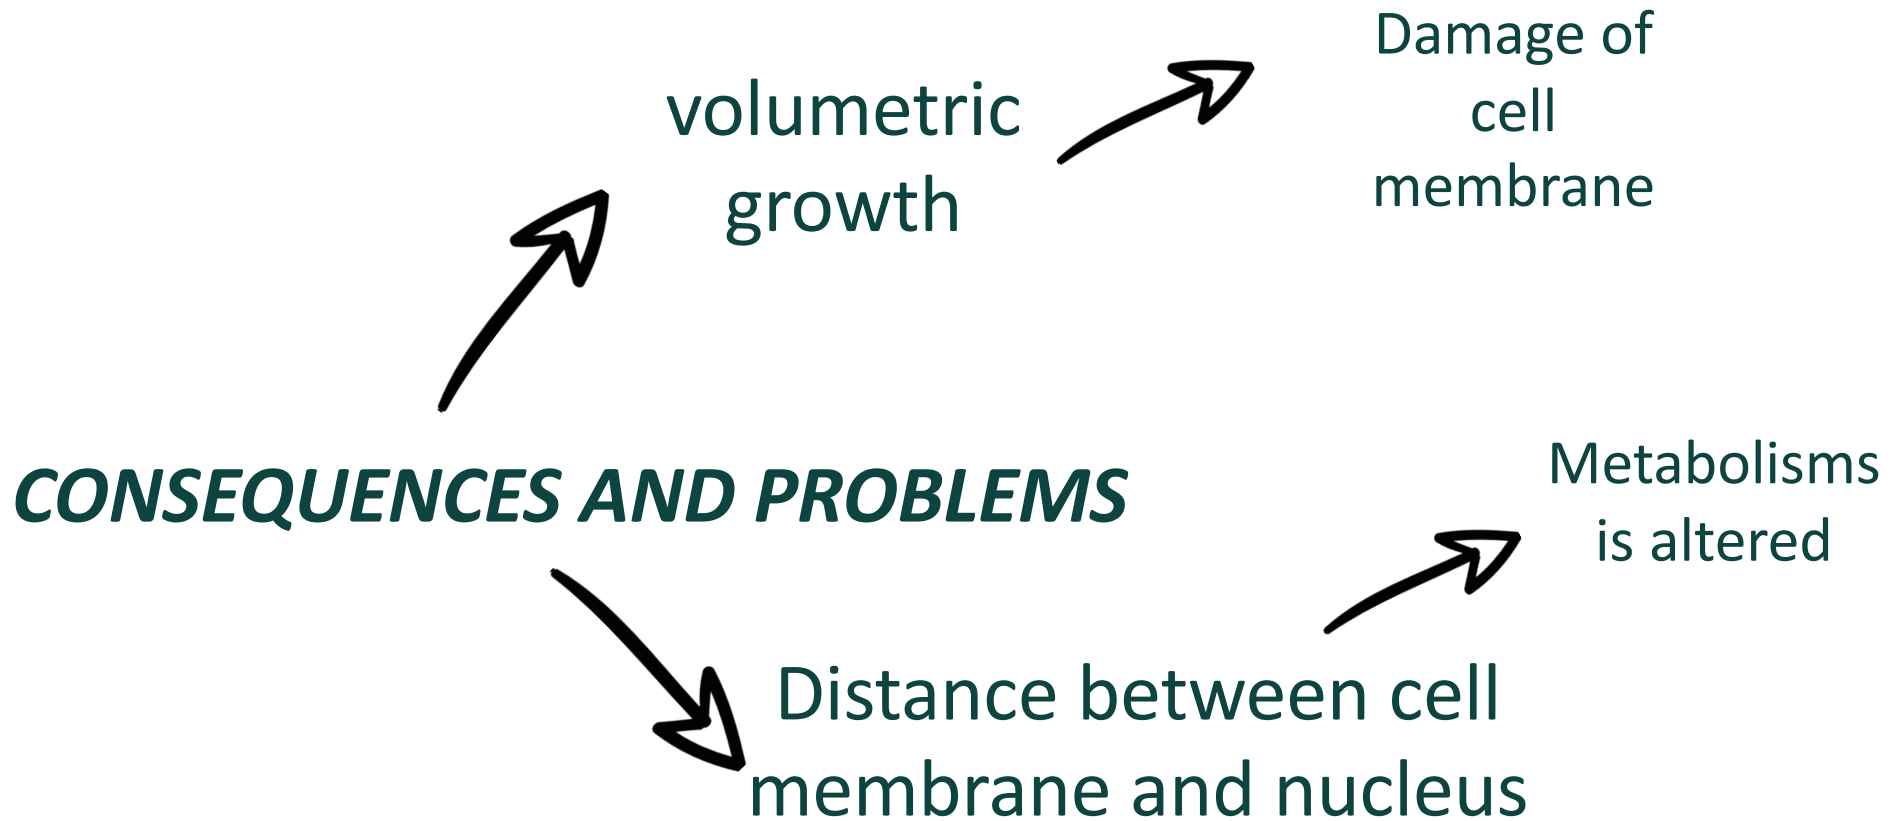 Damage of
cell
membrane
volumetric
growth
CONSEQUENCES AND PROBLEMS
Metabolisms
is altered
Distance between cell
membrane and nucleus